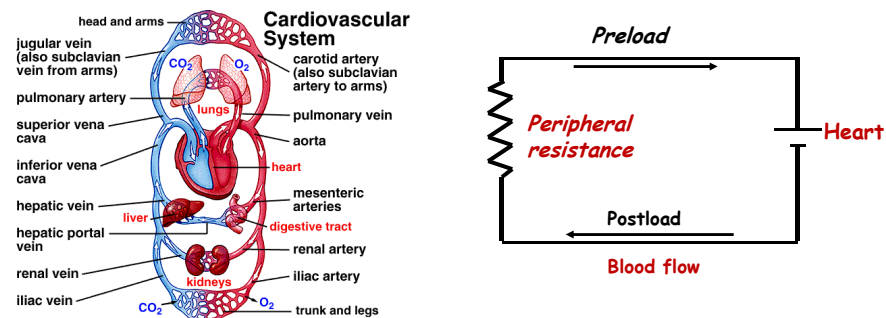 Cardiovascular
System
head and arms
jugular vein
(also subclavian
vein from arms)
CO2
O2
carotid artery
(also subclavian
artery to arms)
pulmonary artery
lungs
pulmonary vein
superior vena
cava
aorta
inferior vena
cava
heart
hepatic vein
liver
mesenteric
arteries
digestive tract
hepatic portal
vein
renal artery
renal vein
kidneys
iliac artery
iliac vein
CO2
O2
trunk and legs
Preload
Peripheral
resistance
Heart
Postload
Blood flow